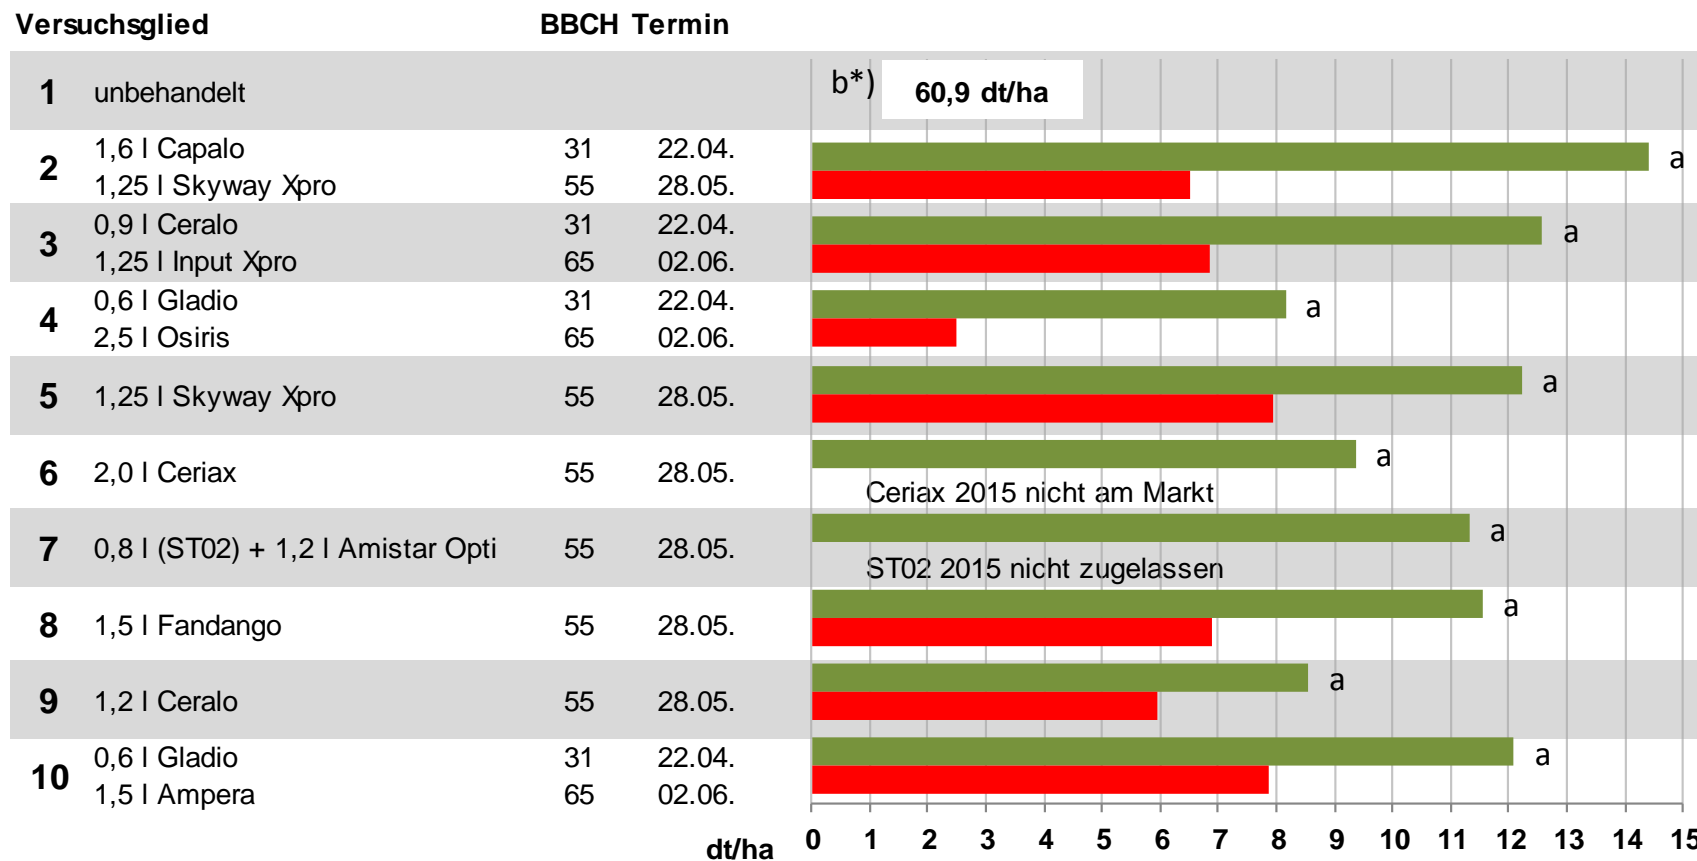 Versuchsglied BBCH Termin
1 unbehandelt b*) 60,9 dt/ha
2 1,6 l Capalo 31 22.04. a
1,25 l Skyway Xpro 55 28.05.
3 0,9 l Ceralo 31 22.04. a
1,25 l Input Xpro 65 02.06.
4 0,6 l Gladio 31 22.04. a
2,5 l Osiris 65 02.06.
5 1,25 l Skyway Xpro 55 28.05. a
6 2,0 l Ceriax 55 28.05. a
Ceriax 2015 nicht am Markt
7 0,8 l (ST02) + 1,2 l Amistar Opti 55 28.05. a
ST02 2015 nicht zugelassen
8 1,5 l Fandango 55 28.05. a
9 1,2 l Ceralo 55 28.05. a
10 0,6 l Gladio 31 22.04. a
1,5 l Ampera 65 02.06.
dt/ha 0 1 2 3 4 5 6 7 8 9 10 11 12 13 14 15